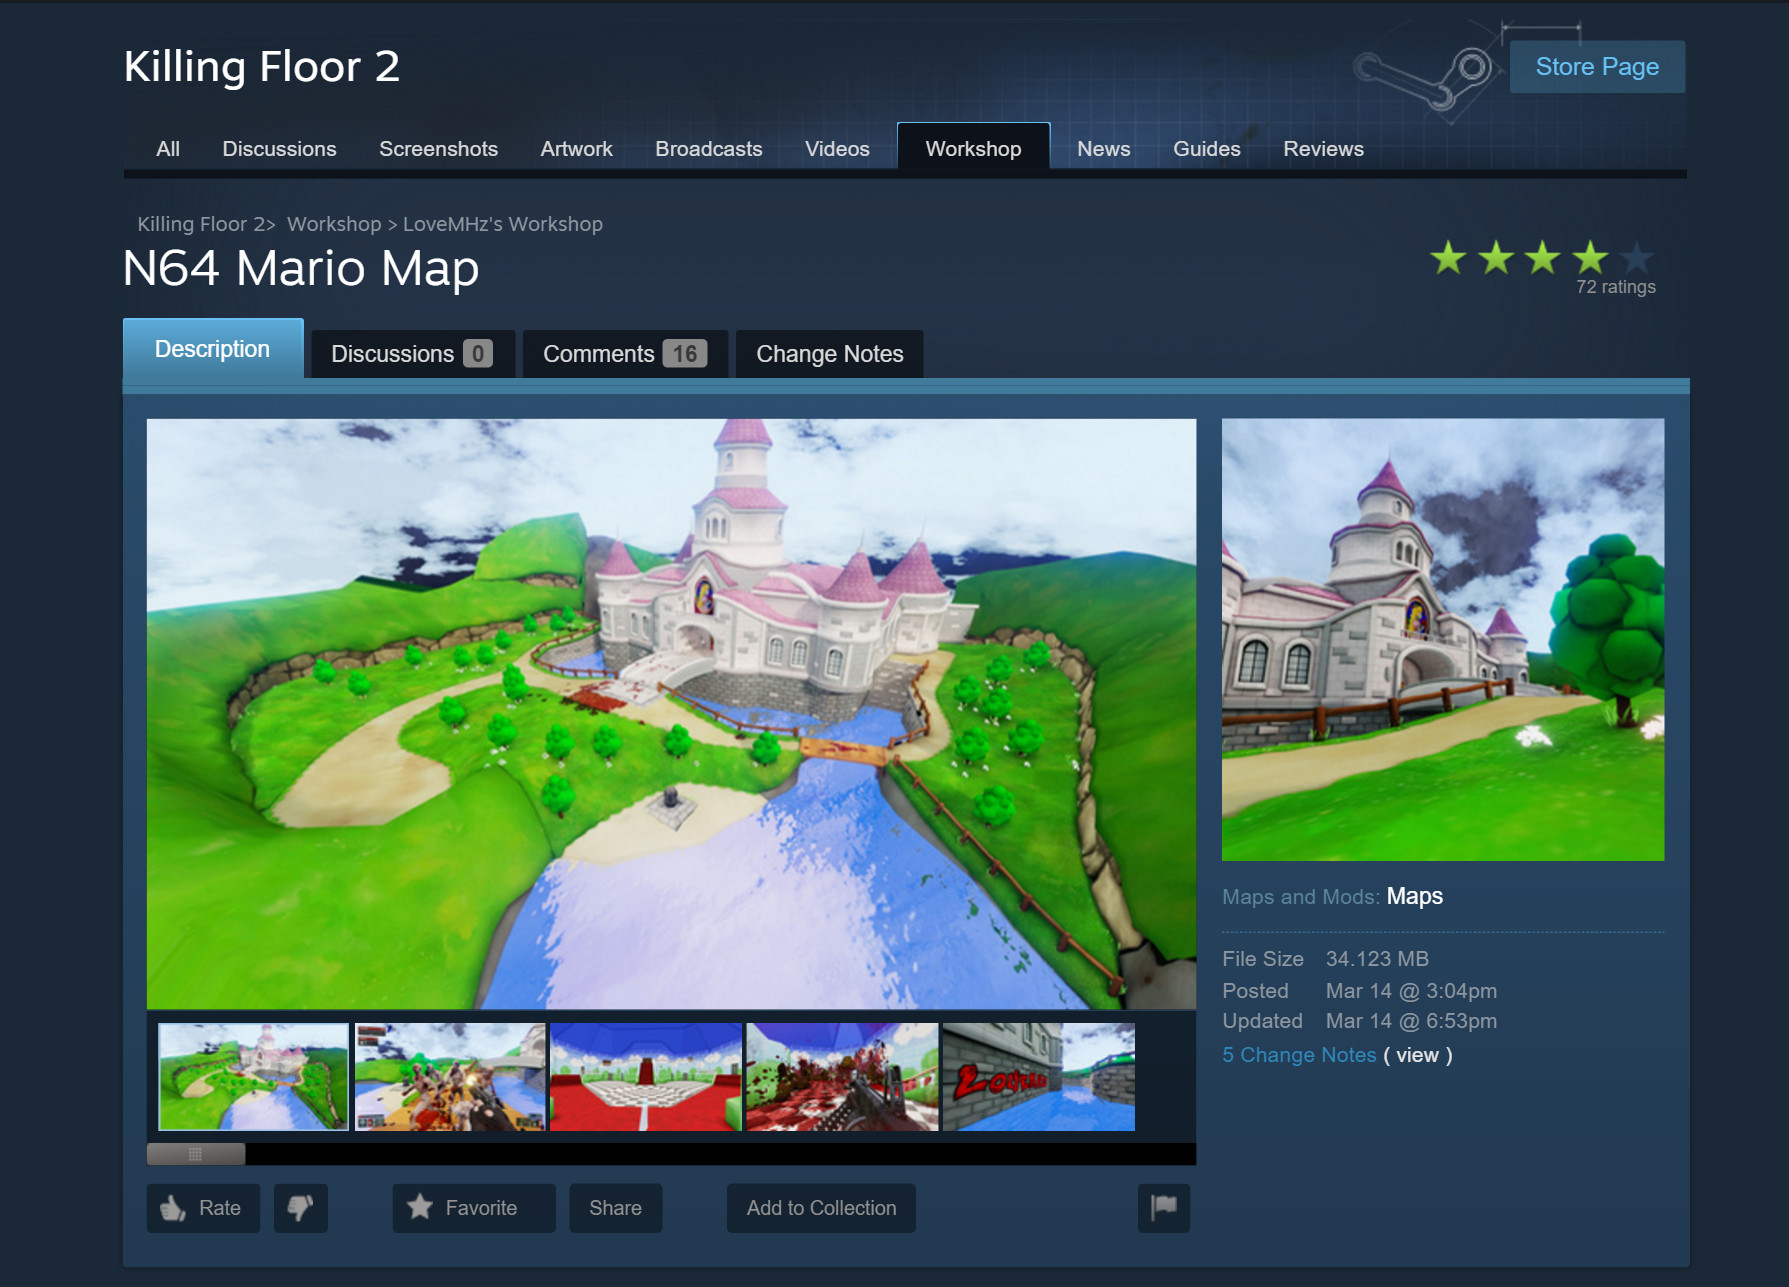 Killing Floor 2
Store Page
All Discussions Screenshots Artwork Broadcasts Videos Workshop News Guides Reviews
Killing Floor 2> Workshop > LoveMHz's Workshop
N64 Mario Map
72 ratings
Description Discussions 0 Comments 16 Change Notes
Maps and Mods: Maps
File Size 34.123 MB
Posted Mar 14 @ 3:04pm
Updated Mar 14 @ 6:53pm
5 Change Notes ( view )
Rate Favorite Share Add to Collection